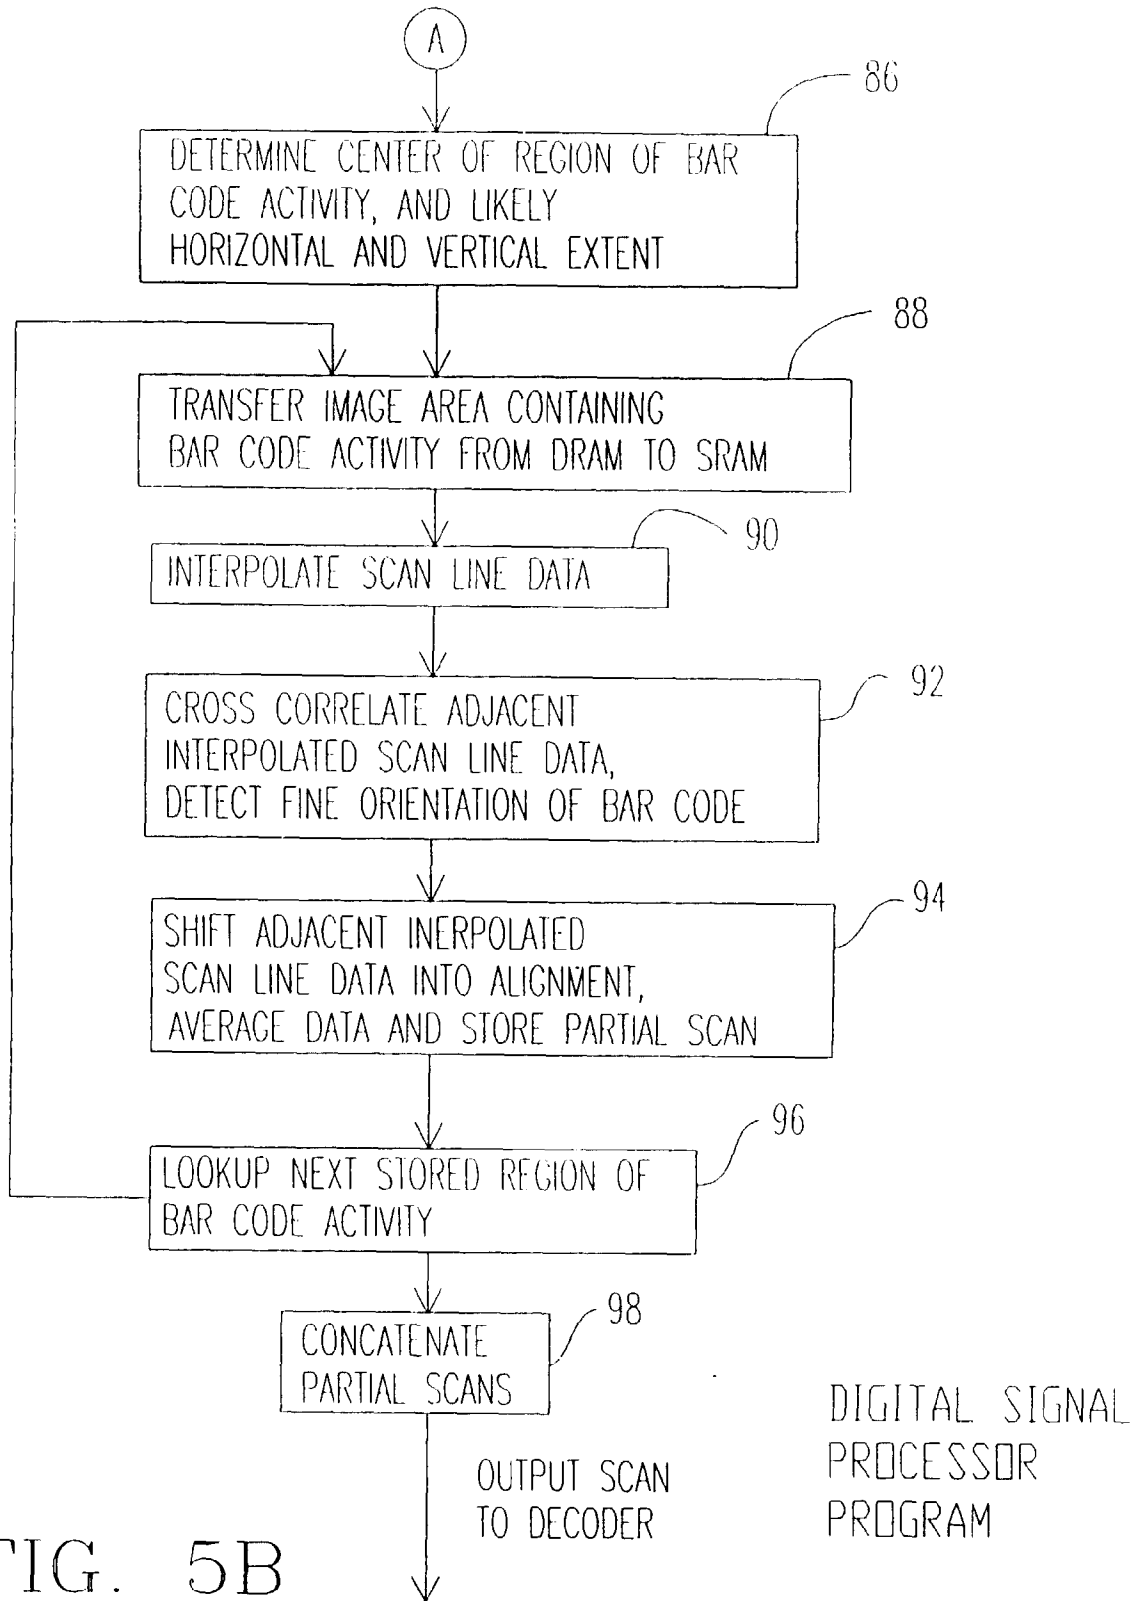 A
86
DETERMINE CENTER OF REGION OF BAR
CODE ACTIVITY, AND LIKELY
HORIZONTAL AND VERTICAL EXTENT
88
TRANSFER IMAGE AREA CONTAINING
BAR CODE ACTIVITY FROM DRAM TO SRAM
90
INTERPOLATE SCAN LINE DATA
92
CROSS CORRELATE ADJACENT
INTERPOLATED SCAN LINE DATA,
DETECT FINE ORIENTATION OF BAR CODE
94
SHIFT ADJACENT INERPOLATED
SCAN LINE DATA INTO ALIGNMENT,
AVERAGE DATA AND STORE PARTIAL SCAN
96
LOOKUP NEXT STORED REGION OF
BAR CODE ACTIVITY
98
CONCATENATE
PARTIAL SCANS
OUTPUT SCAN
TO DECODER
DIGITAL SIGNAL
PROCESSOR
PROGRAM
FIG. 5B